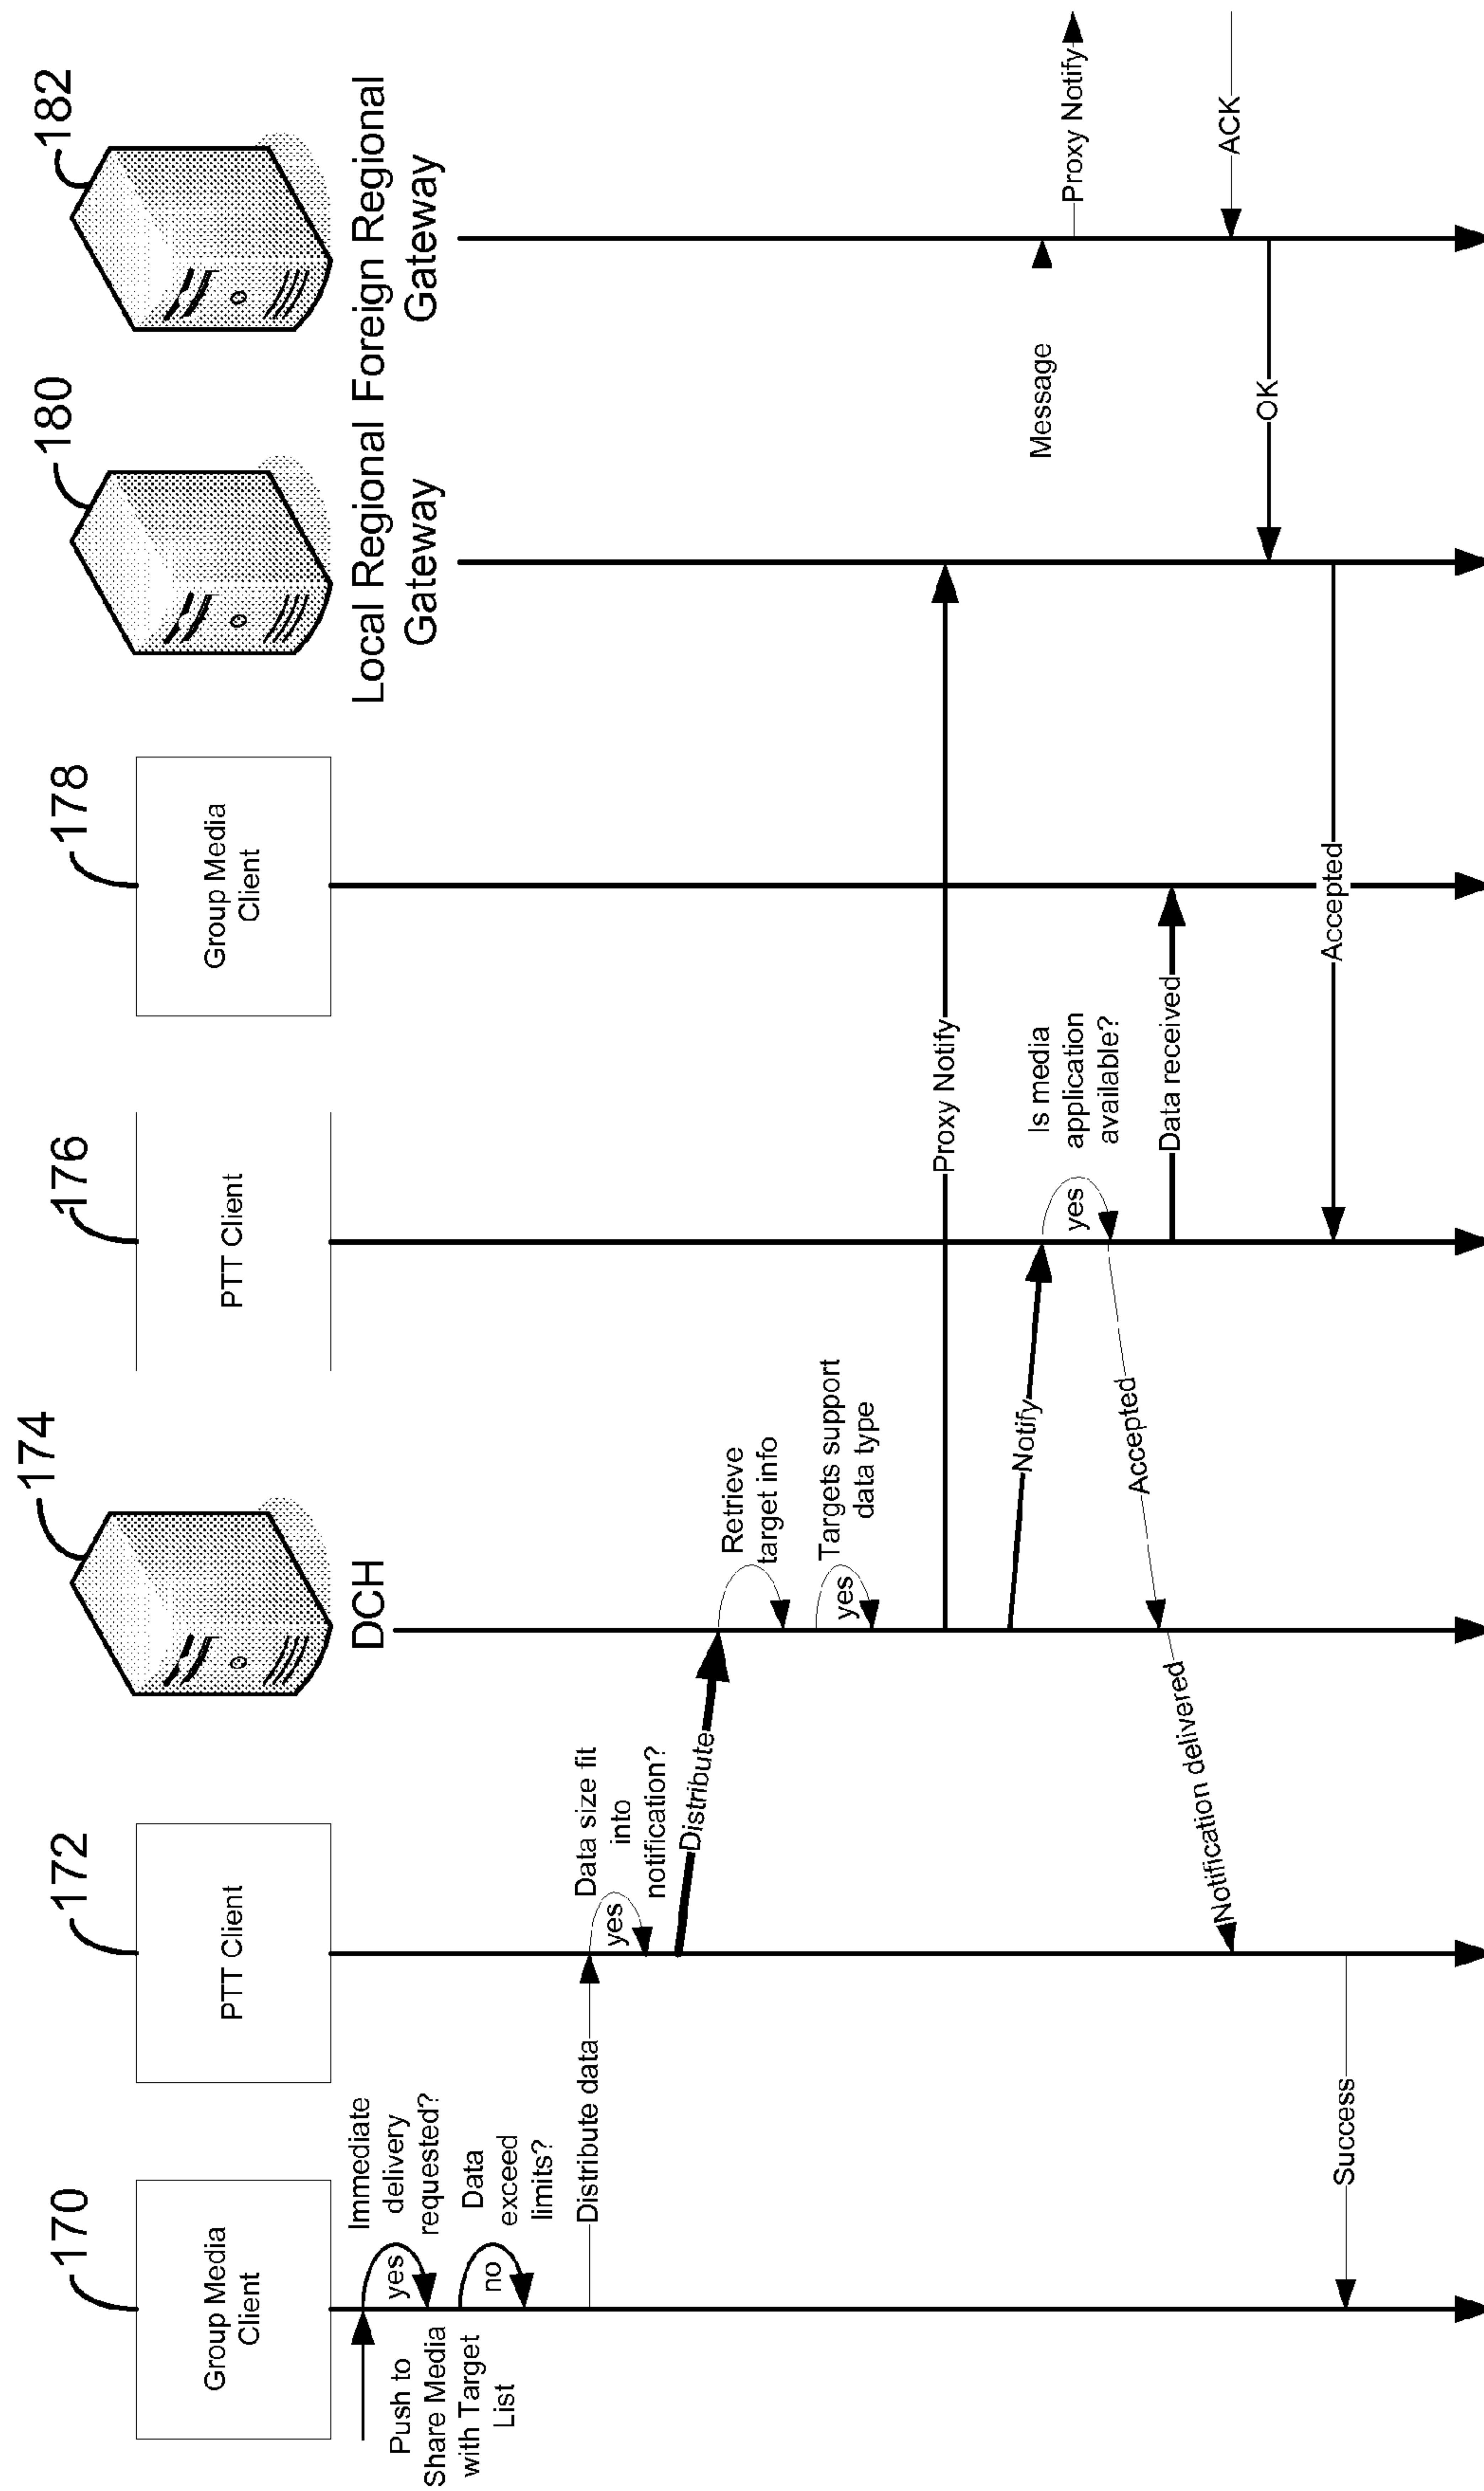 170
172
174
176
178
180
182
Group Media
Client
PTT Client
DCH
PTT Client
Group Media
Client
Local Regional
Gateway
Foreign Regional
Gateway
Push to
Share Media
with Target
List
Immediate
delivery
requested?
yes
Data
exceed
limits?
no
Distribute data
Data size fit
into
notification?
yes
Distribute
Retrieve
target info
Targets support
data type
yes
Proxy Notify
Notify
Message
Proxy Notify
Is media
application
available?
yes
Accepted
Data received
Notification delivered
ACK
OK
Accepted
Success